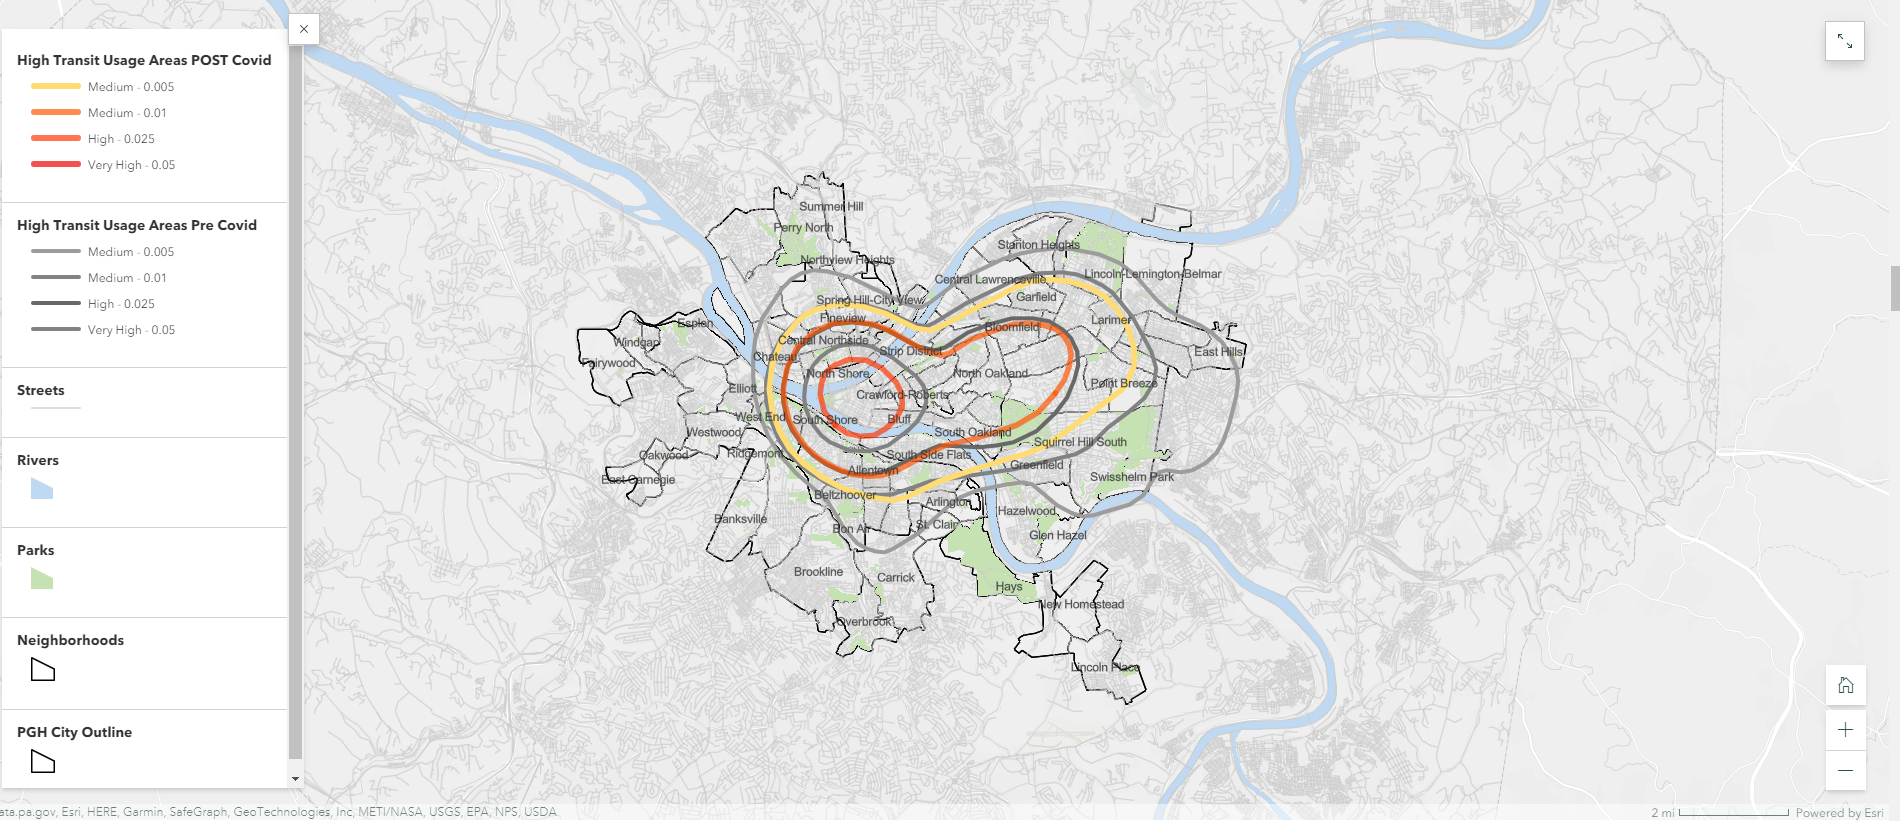 High Transit Usage Areas POST Covid
Medium - 0.005
Medium - 0.01
High - 0.025
Very High - 0.05
High Transit Usage Areas Pre Covid
Medium - 0.005
Medium - 0.01
High - 0.025
Very High - 0.05
Streets
Rivers
Parks
Neighborhoods
PGH City Outline
Summer Hill
Perry North
Northview Heights
Stanton Heights
Central Lawrenceville
Lincoln-Lemington-Belmar
Spring Hill-City View
Garfield
Fineview
Larimer
Esplen
Bloomfield
Windgap
Central Northside
Strip District
East Hills
Chateau
Fairywood
North Shore
North Oakland
Point Breeze
Elliott
Crawford-Roberts
West End
South Shore
Bluff
Westwood
South Oakland
Squirrel Hill South
Oakwood
Ridgemont
South Side Flats
Greenfield
Allentown
East Carnegie
Swisshelm Park
Beltzhoover
Arlington
Hazelwood
Banksville
Bon Air
St. Clair
Glen Hazel
Brookline
Carrick
Hays
New Homestead
Overbrook
Lincoln Place
ata.pa.gov, Esri, HERE, Garmin, SafeGraph, GeoTechnologies, Inc, METI/NASA, USGS, EPA, NPS, USDA
2 mi
Powered by Esri